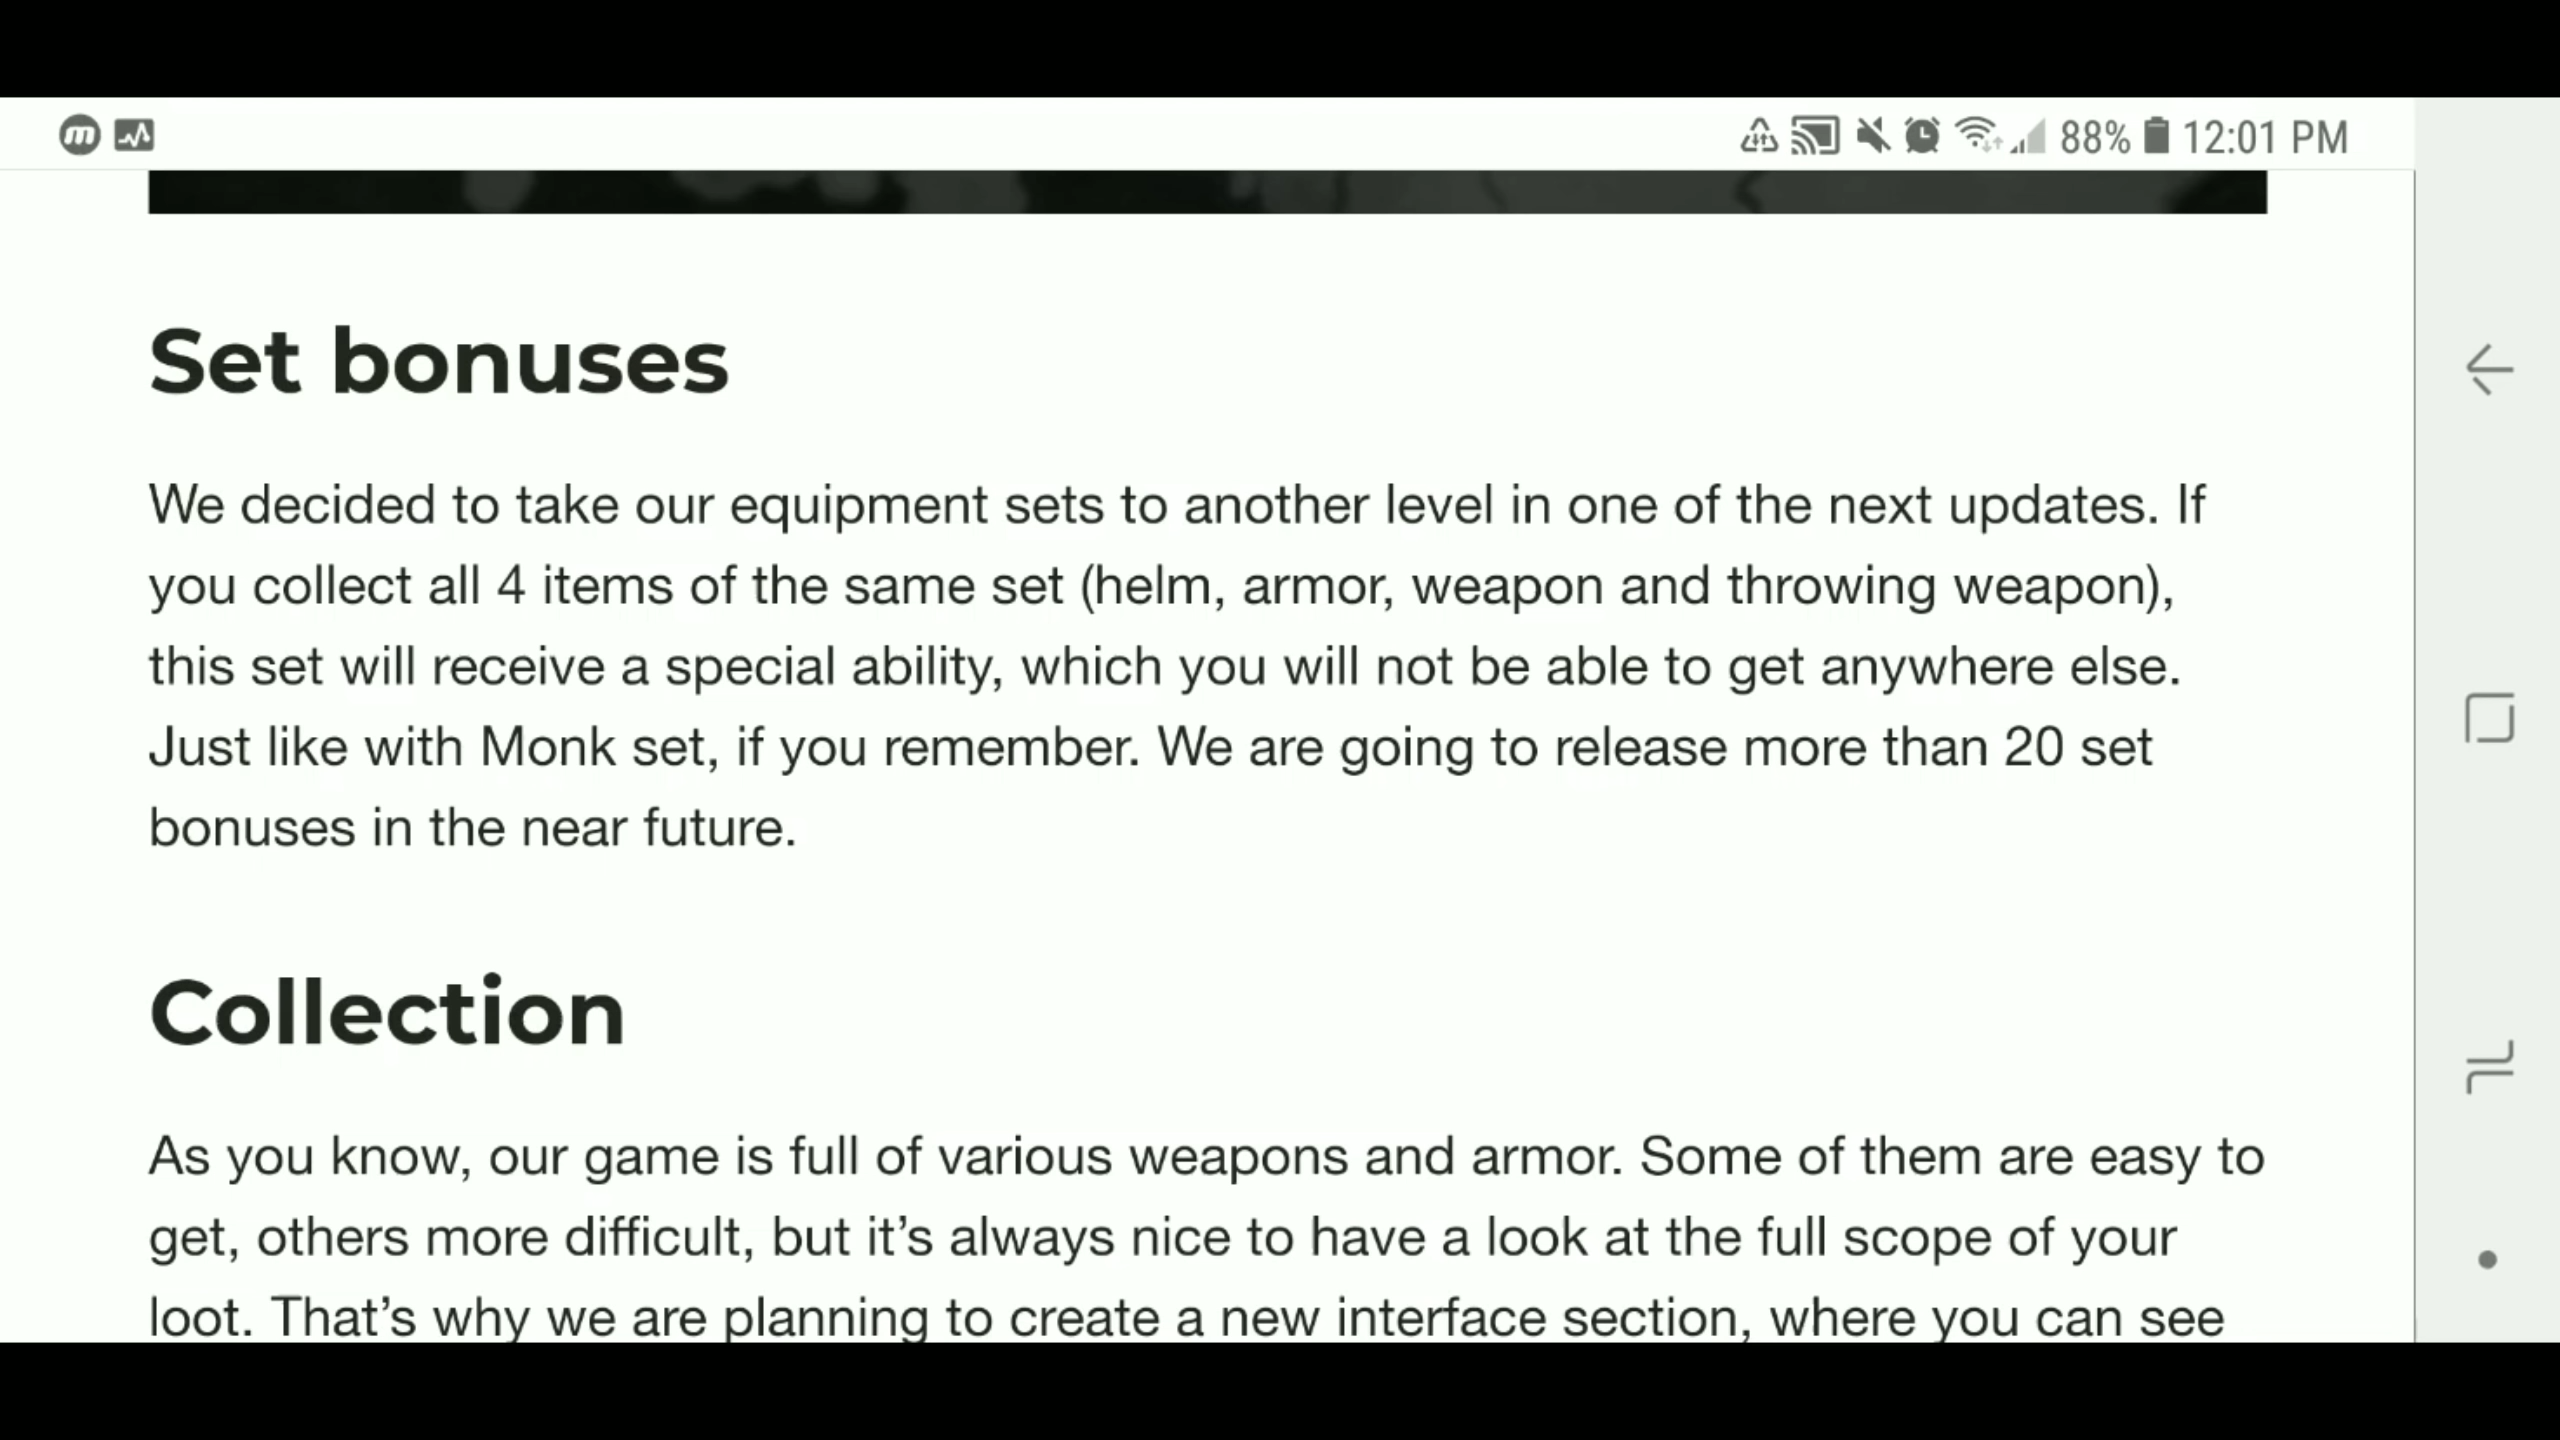 88% 12:01 PM
Set bonuses
We decided to take our equipment sets to another level in one of the next updates. If
you collect all 4 items of the same set (helm, armor, weapon and throwing weapon),
this set will receive a special ability, which you will not be able to get anywhere else.
Just like with Monk set, if you remember. We are going to release more than 20 set
bonuses in the near future.
Collection
As you know, our game is full of various weapons and armor. Some of them are easy to
get, others more difficult, but it’s always nice to have a look at the full scope of your
loot. That’s why we are planning to create a new interface section, where you can see